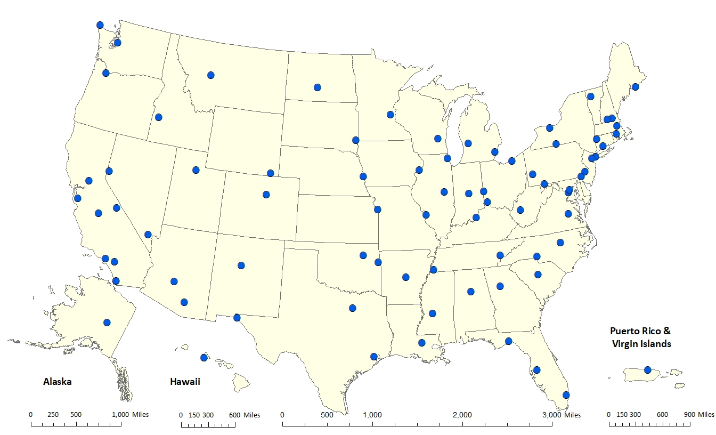 Puerto Rico &
Virgin Islands
Alaska
Hawaii
0 250 500 1,000 Miles
0 150 300 600 Miles
0 500 1,000 2,000 3,000 Miles
0 150 300 600 900 Miles